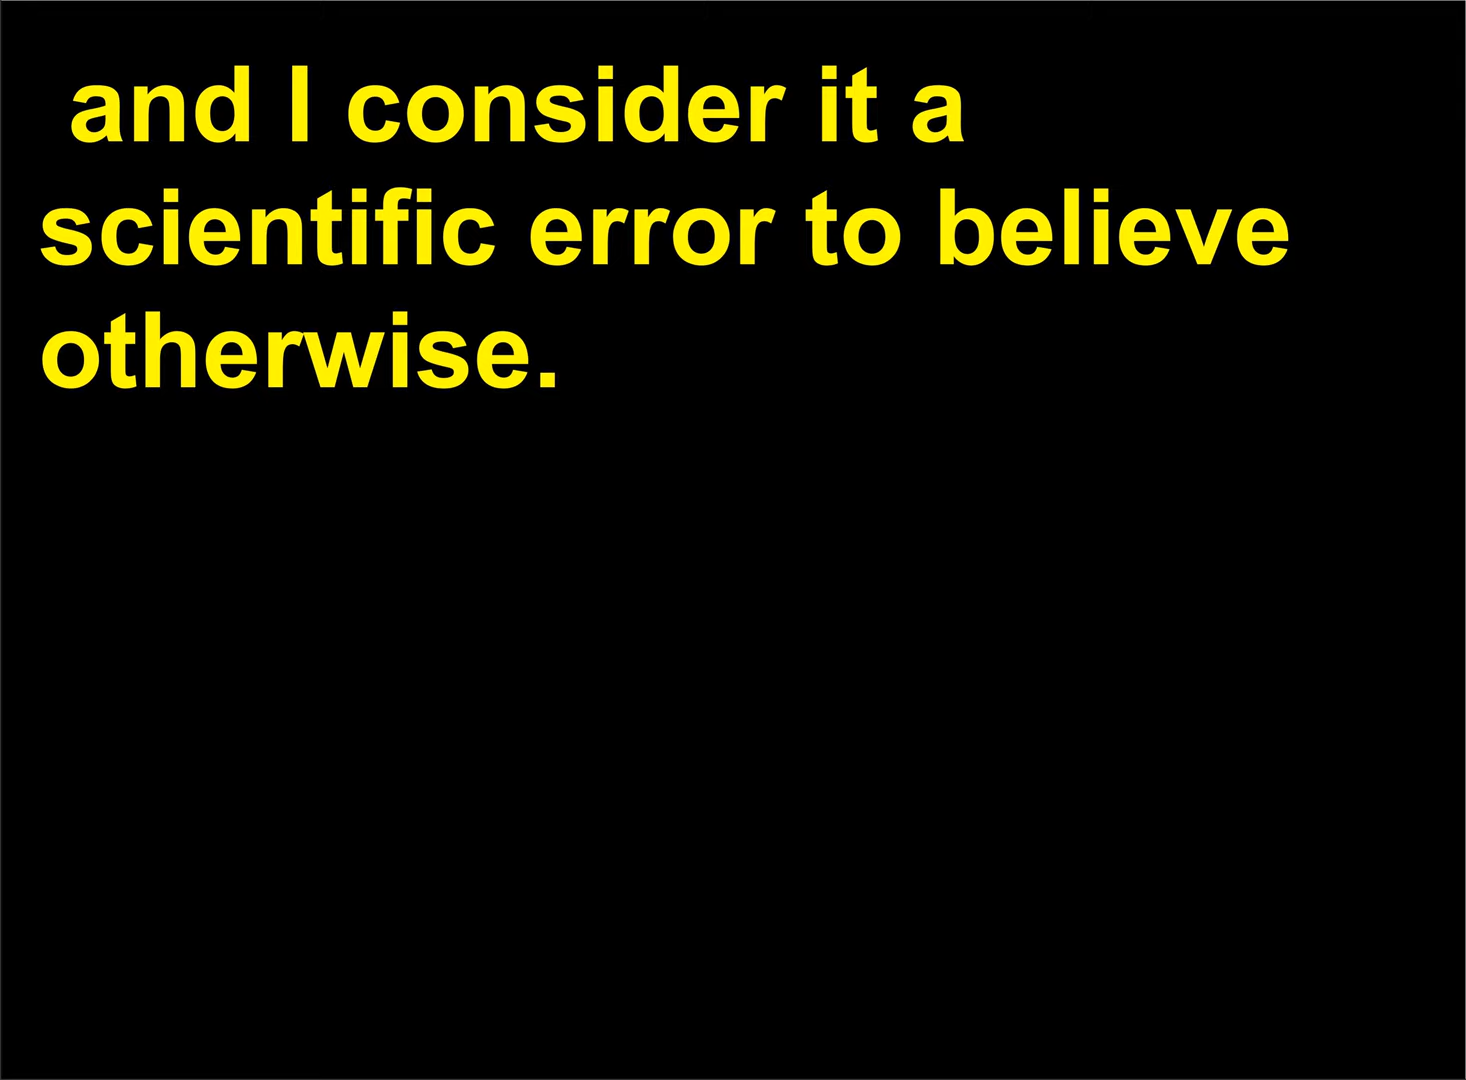 and I consider it a
scientific error to believe
otherwise.